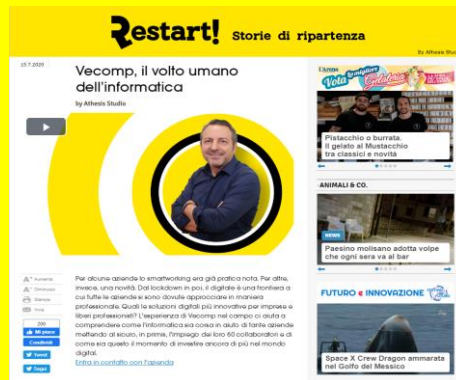 Restart! Storie di ripartenza
By Athesis Studio
15.7.2020
Vecomp, il volto umano
dell'informatica
by Athesis Studio
A+ Aumenta
A- Diminuisci
Stampa
Invia
200
Mi piace
Condividi
Tweet
Segui
Per alcune aziende lo smartworking era già pratica nota. Per altre,
invece, una novità. Dal lockdown in poi, il digitale è una frontiera a
cui tutte le aziende si sono dovute approcciare in maniera
professionale. Quali le soluzioni digitali più innovative per imprese e
liberi professionisti? L'esperienza di Vecomp nel campo ci aiuta a
comprendere come l'informatica sia corsa in aiuto di tante aziende
mettendo al sicuro, in primis, l'impiego dei loro 60 collaboratori e di
come sia questo il momento di investire ancora di più nel mondo
digital.
Entra in contatto con l'azienda
L'Arena
Vota la migliore
Gelateria
Pistacchio o burrata.
Il gelato al Mustacchio
tra classici e novità
ANIMALI & CO.
NEWS
Paesino molisano adotta volpe
che ogni sera va al bar
FUTURO e INNOVAZIONE
Space X Crew Dragon ammarata
nel Golfo del Messico